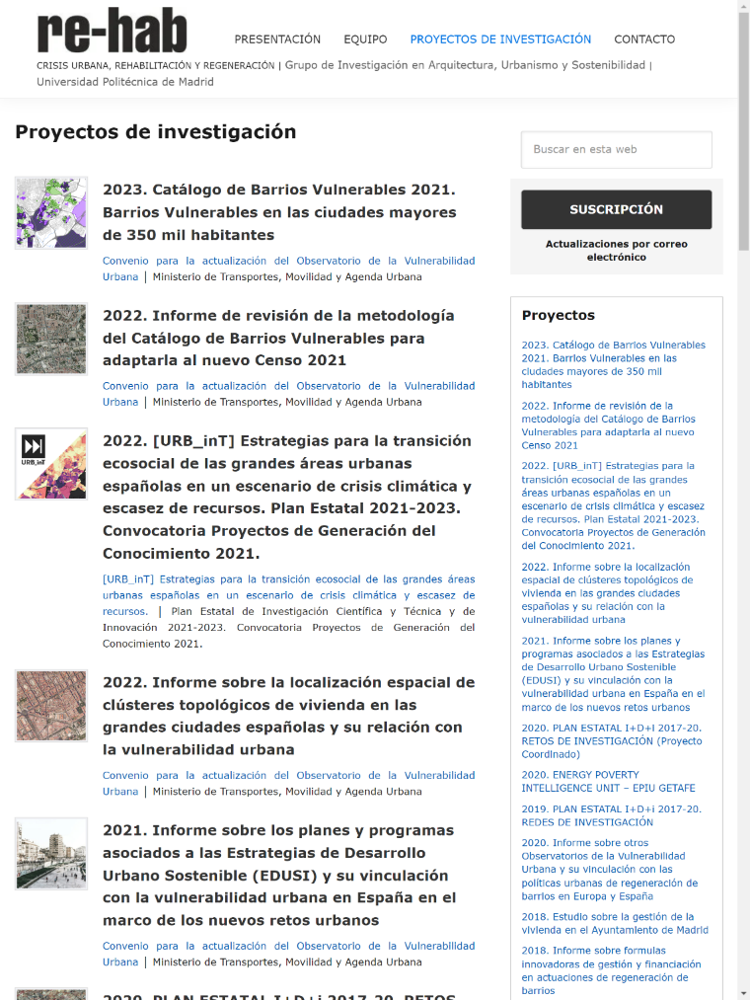 re-hab
PRESENTACIÓN EQUIPO PROYECTOS DE INVESTIGACIÓN CONTACTO
CRISIS URBANA, REHABILITACIÓN Y REGENERACIÓN | Grupo de Investigación en Arquitectura, Urbanismo y Sostenibilidad |
Universidad Politécnica de Madrid
Proyectos de investigación
2023. Catálogo de Barrios Vulnerables 2021.
Barrios Vulnerables en las ciudades mayores
de 350 mil habitantes
Convenio para la actualización del Observatorio de la Vulnerabilidad
Urbana | Ministerio de Transportes, Movilidad y Agenda Urbana
2022. Informe de revisión de la metodología
del Catálogo de Barrios Vulnerables para
adaptarla al nuevo Censo 2021
Convenio para la actualización del Observatorio de la Vulnerabilidad
Urbana | Ministerio de Transportes, Movilidad y Agenda Urbana
URB_inT
2022. [URB_inT] Estrategias para la transición
ecosocial de las grandes áreas urbanas
españolas en un escenario de crisis climática y
escasez de recursos. Plan Estatal 2021-2023.
Convocatoria Proyectos de Generación del
Conocimiento 2021.
[URB_inT] Estrategias para la transición ecosocial de las grandes áreas
urbanas españolas en un escenario de crisis climática y escasez de
recursos. | Plan Estatal de Investigación Científica y Técnica y de
Innovación 2021-2023. Convocatoria Proyectos de Generación del
Conocimiento 2021.
2022. Informe sobre la localización espacial de
clústeres topológicos de vivienda en las
grandes ciudades españolas y su relación con
la vulnerabilidad urbana
Convenio para la actualización del Observatorio de la Vulnerabilidad
Urbana | Ministerio de Transportes, Movilidad y Agenda Urbana
2021. Informe sobre los planes y programas
asociados a las Estrategias de Desarrollo
Urbano Sostenible (EDUSI) y su vinculación
con la vulnerabilidad urbana en España en el
marco de los nuevos retos urbanos
Convenio para la actualización del Observatorio de la Vulnerabilidad
Urbana | Ministerio de Transportes, Movilidad y Agenda Urbana
2020. PLAN ESTATAL I+D+i 2017-20. RETOS
Buscar en esta web
SUSCRIPCIÓN
Actualizaciones por correo
electrónico
Proyectos
2023. Catálogo de Barrios Vulnerables
2021. Barrios Vulnerables en las
ciudades mayores de 350 mil
habitantes
2022. Informe de revisión de la
metodología del Catálogo de Barrios
Vulnerables para adaptarla al nuevo
Censo 2021
2022. [URB_inT] Estrategias para la
transición ecosocial de las grandes
áreas urbanas españolas en un
escenario de crisis climática y escasez
de recursos. Plan Estatal 2021-2023.
Convocatoria Proyectos de Generación
del Conocimiento 2021.
2022. Informe sobre la localización
espacial de clústeres topológicos de
vivienda en las grandes ciudades
españolas y su relación con la
vulnerabilidad urbana
2021. Informe sobre los planes y
programas asociados a las Estrategias
de Desarrollo Urbano Sostenible
(EDUSI) y su vinculación con la
vulnerabilidad urbana en España en el
marco de los nuevos retos urbanos
2020. PLAN ESTATAL I+D+I 2017-20.
RETOS DE INVESTIGACIÓN (Proyecto
CoordInado)
2020. ENERGY POVERTY
INTELLIGENCE UNIT – EPIU GETAFE
2019. PLAN ESTATAL I+D+i 2017-20.
REDES DE INVESTIGACIÓN
2020. Informe sobre otros
Observatorios de la Vulnerabilidad
Urbana y su vinculación con las
políticas urbanas de regeneración de
barrios en Europa y España
2018. Estudio sobre la gestión de la
vivienda en el Ayuntamiento de Madrid
2018. Informe sobre formulas
innovadoras de gestión y financiación
en actuaciones de regeneración de
barrios